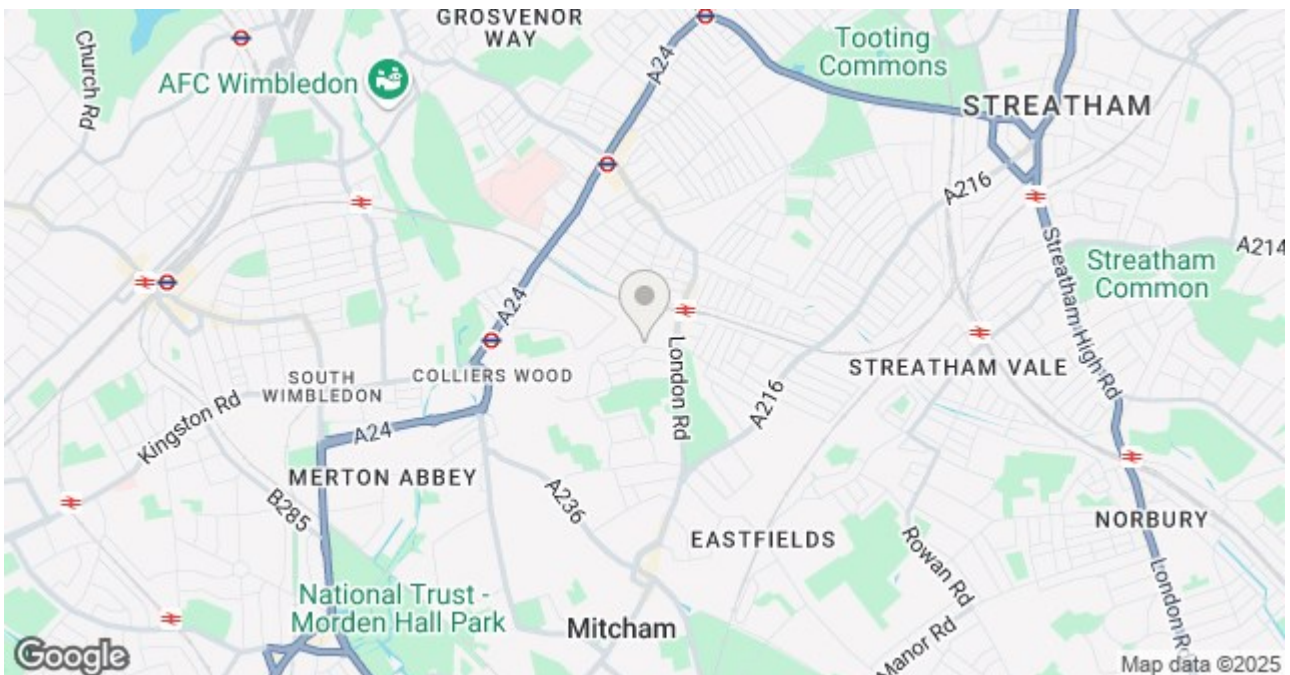 GROSVENOR
WAY
Church Rd
AFC Wimbledon
A24
Tooting
Commons
STREATHAM
A216
A214
Streatham
Common
Streatham High Rd
A24
London Rd
STREATHAM VALE
SOUTH
WIMBLEDON
COLLIERS WOOD
Kingston Rd
A24
A216
MERTON ABBEY
B285
A236
EASTFIELDS
NORBURY
Rowan Rd
London Rd
National Trust -
Morden Hall Park
Mitcham
Manor Rd
Google
Map data ©2025